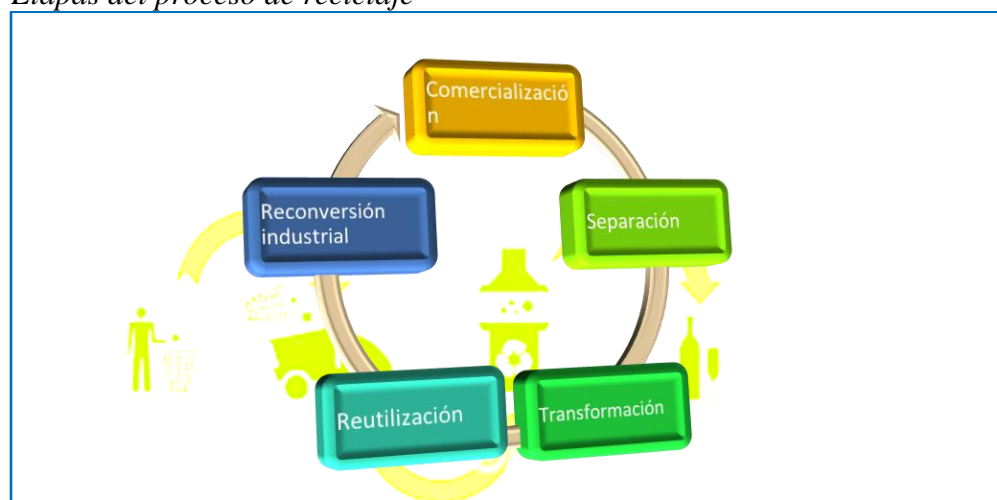 Etapas del proceso de reciclaje
Comercializació
n
Separación
Transformación
Reutilización
Reconversión
industrial